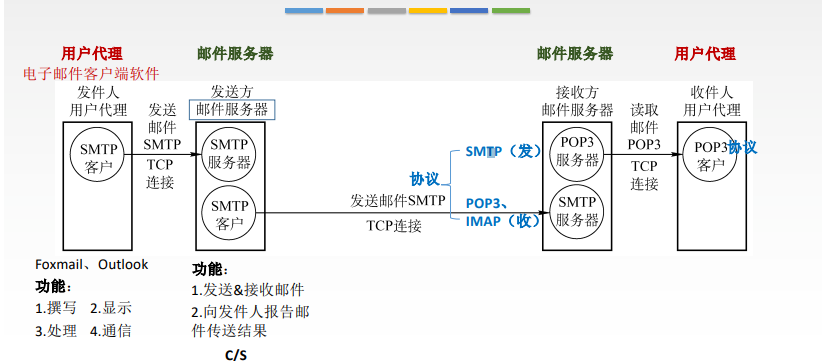 用户代理
邮件服务器
邮件服务器
用户代理
电子邮件客户端软件
发件人
用户代理
发送
邮件
SMTP
TCP
连接
发送方
邮件服务器
接收方
邮件服务器
读取
邮件
POP3
TCP
连接
收件人
用户代理
SMTP
客户
SMTP
服务器
SMTP
客户
协议
SMTP（发）
POP3、
IMAP（收）
发送邮件SMTP
TCP连接
POP3
服务器
SMTP
服务器
POP3
客户
协议
Foxmail、Outlook
功能：
1.撰写 2.显示
3.处理 4.通信
功能：
1.发送&接收邮件
2.向发件人报告邮
件传送结果
C/S